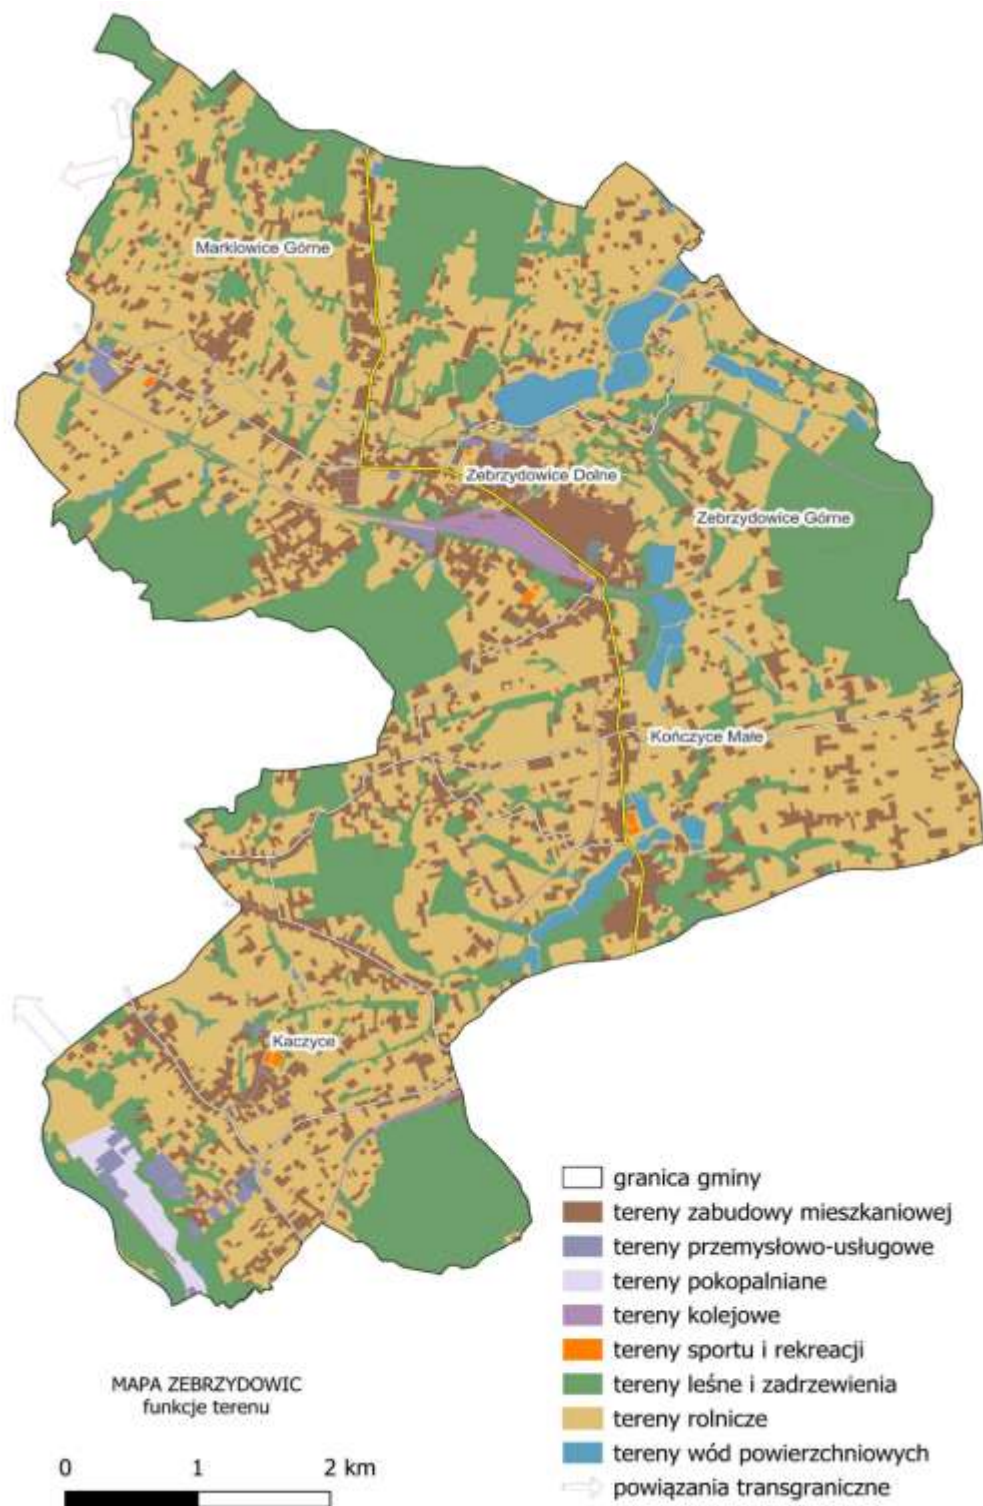 Marklowice Górne
Zebrzydowice Dolne
Zebrzydowice Górne
Kończyce Małe
Kaczyce
granica gminy
tereny zabudowy mieszkaniowej
tereny przemysłowo-usługowe
tereny pokopalniane
tereny kolejowe
tereny sportu i rekreacji
tereny leśne i zadrzewienia
tereny rolnicze
tereny wód powierzchniowych
powiązania transgraniczne
MAPA ZEBRZYDOWIC
funkcje terenu
0 1 2 km